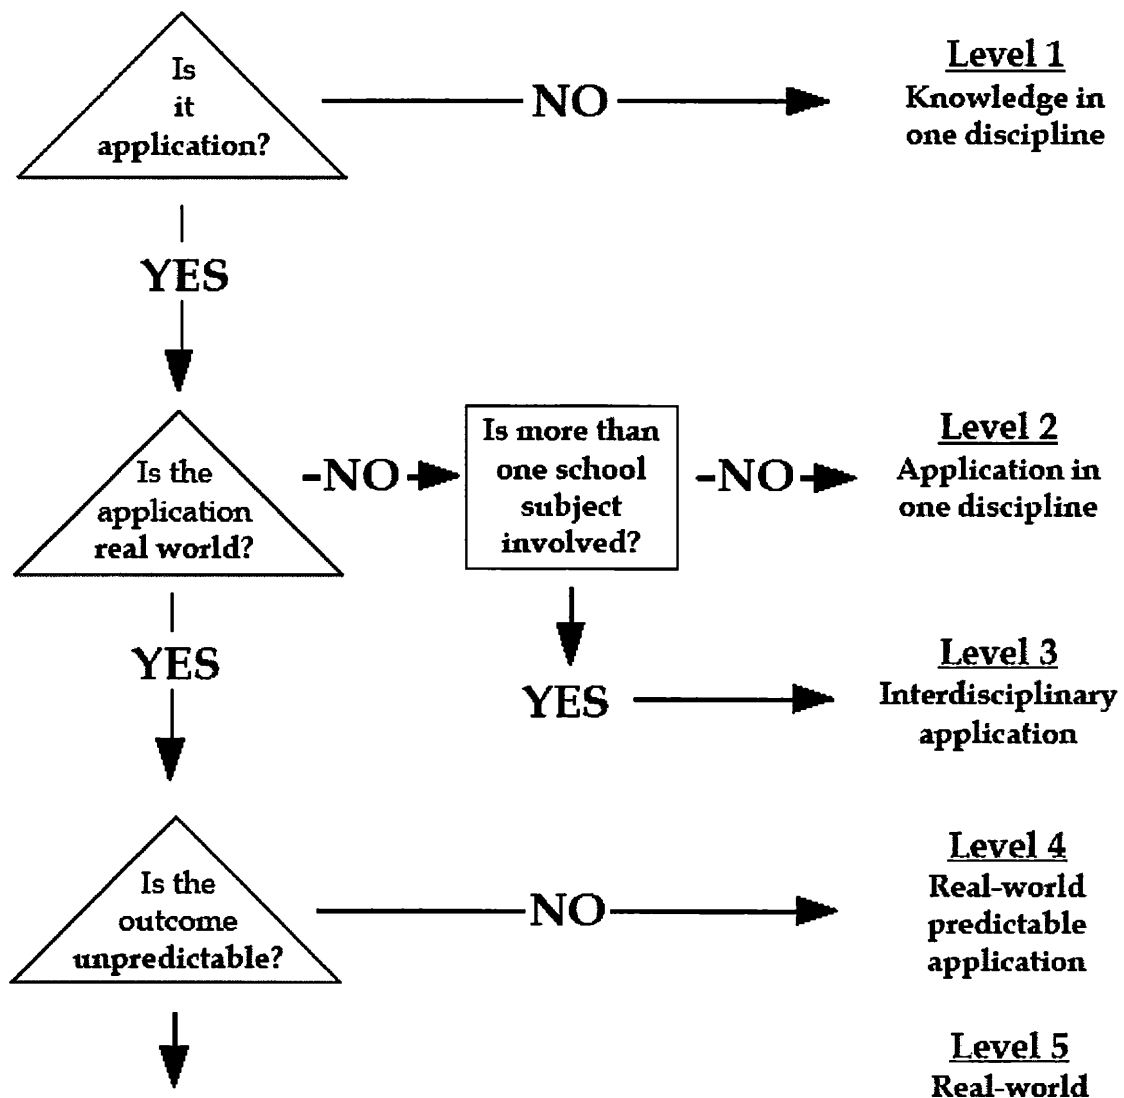 Is
it
application?
NO
Level 1
Knowledge in
one discipline
YES
Is the
application
real world?
-NO
Is more than
one school
subject
involved?
-NO
Level 2
Application in
one discipline
YES
YES
Level 3
Interdisciplinary
application
Is the
outcome
unpredictable?
NO
Level 4
Real-world
predictable
application
Level 5
Real-world